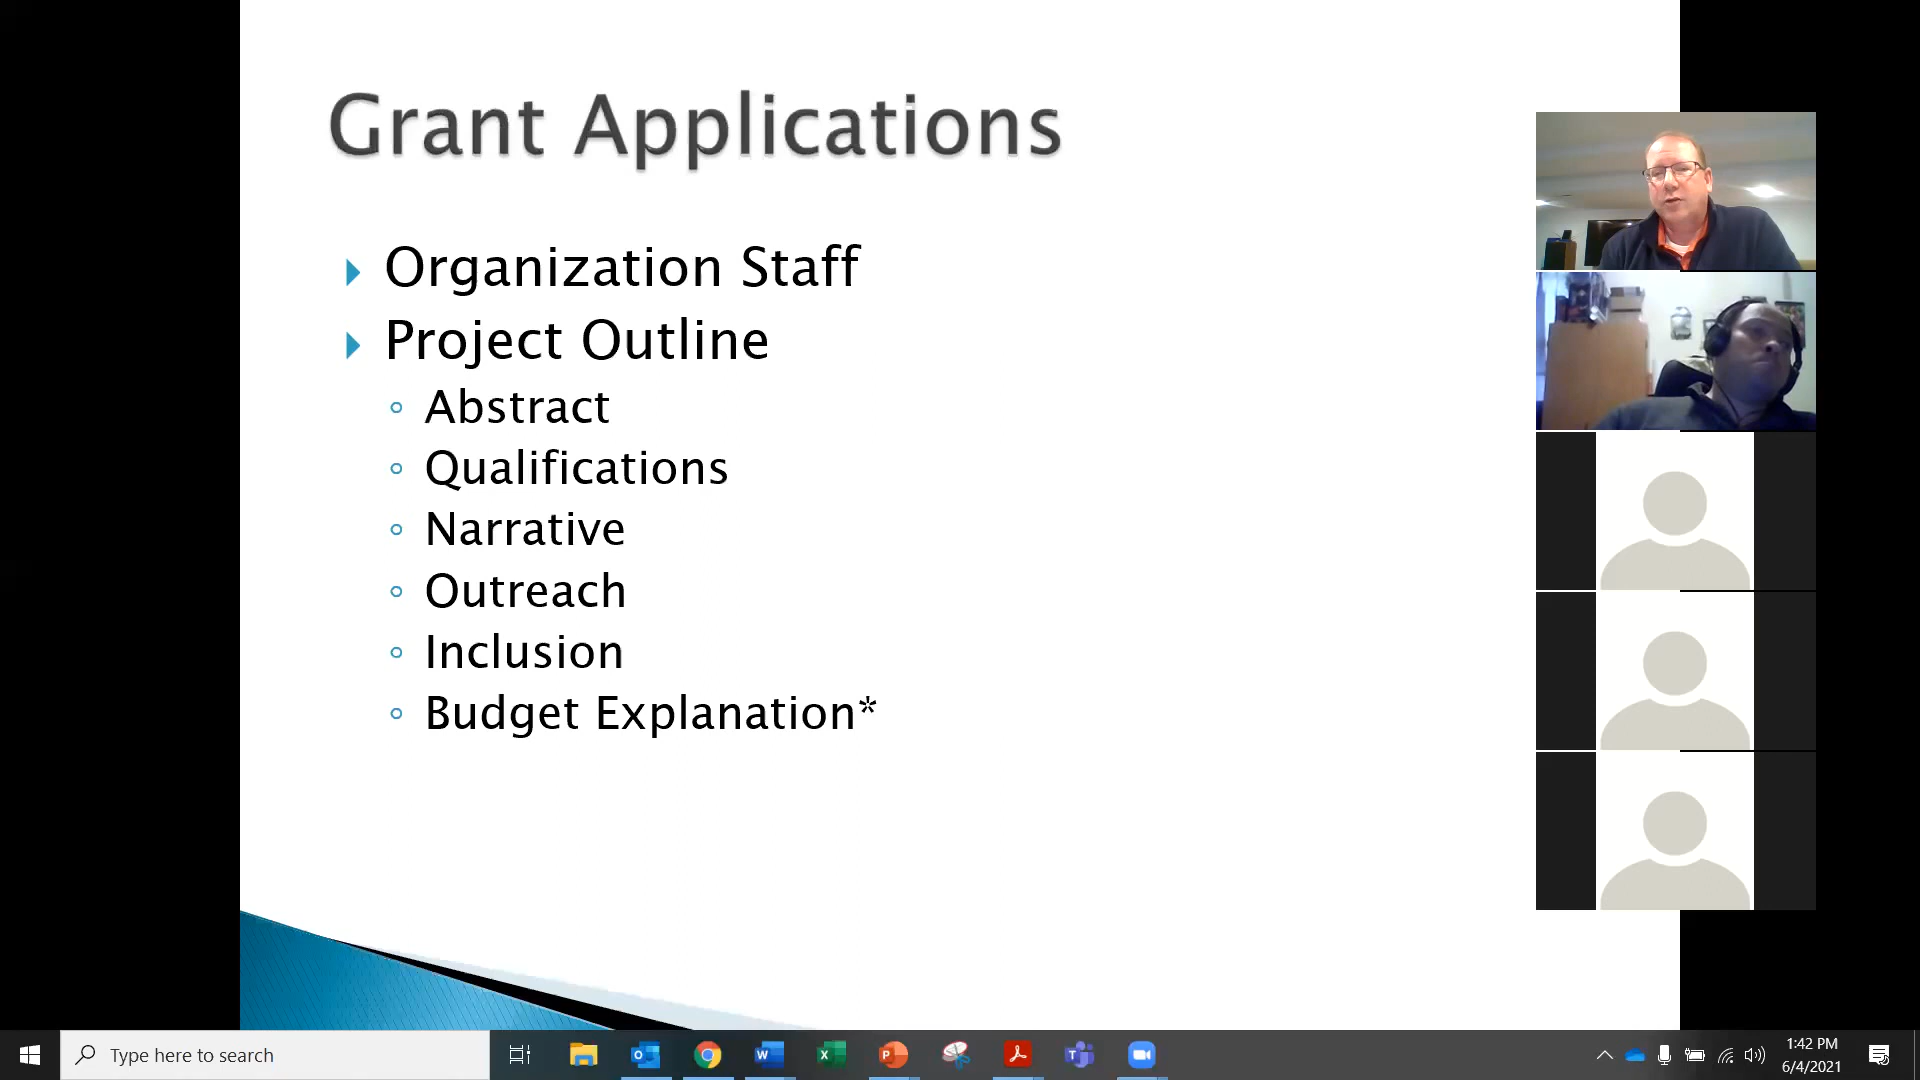 Grant Applications
Organization Staff
Project Outline
Abstract
Qualifications
Narrative
Outreach
Inclusion
Budget Explanation*
Type here to search
1:42 PM
6/4/2021